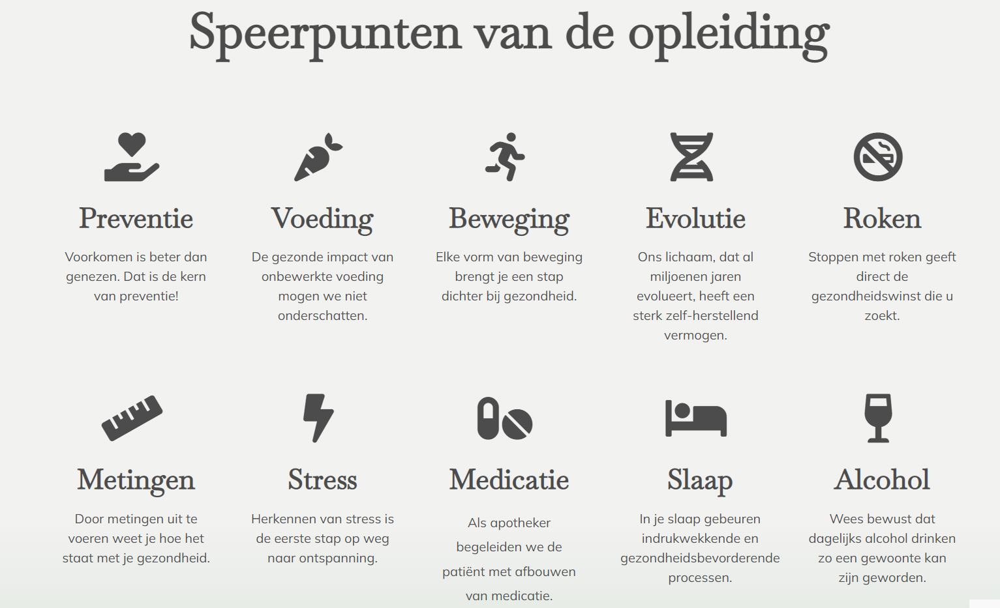 Speerpunten van de opleiding
Preventie
Voorkomen is beter dan
genezen. Dat is de kern
van preventie!
Voeding
De gezonde impact van
onbewerkte voeding
mogen we niet
onderschatten.
Beweging
Elke vorm van beweging
brengt je een stap
dichter bij gezondheid.
Evolutie
Ons lichaam, dat al
miljoenen jaren
evolueert, heeft een
sterk zelf-herstellend
vermogen.
Roken
Stoppen met roken geeft
direct de
gezondheidswinst die u
zoekt.
Metingen
Door metingen uit te
voeren weet je hoe het
staat met je gezondheid.
Stress
Herkennen van stress is
de eerste stap op weg
naar ontspanning.
Medicatie
Als apotheker
begeleiden we de
patiënt met afbouwen
van medicatie.
Slaap
In je slaap gebeuren
indrukwekkende en
gezondheidsbevorderende
processen.
Alcohol
Wees bewust dat
dagelijks alcohol drinken
zo een gewoonte kan
zijn geworden.